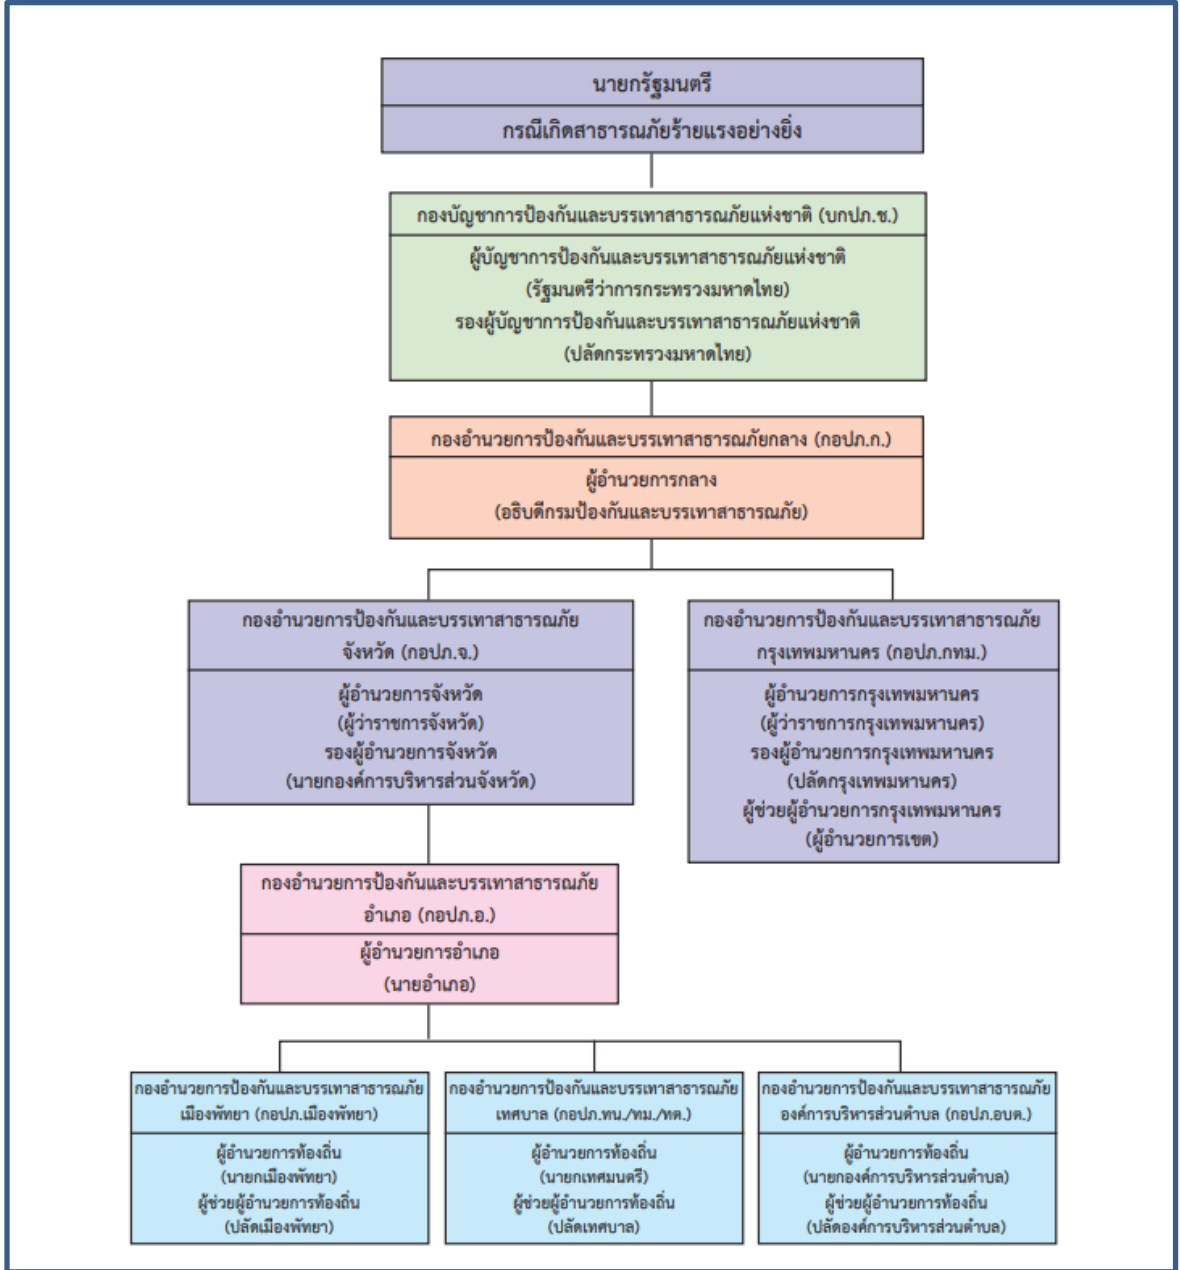 นายกรัฐมนตรี
กรณีเกิดสาธารณภัยร้ายแรงอย่างยิ่ง
กองบัญชาการป้องกันและบรรเทาสาธารณภัยแห่งชาติ (บกปภ.ช.)
ผู้บัญชาการป้องกันและบรรเทาสาธารณภัยแห่งชาติ
(รัฐมนตรีว่าการกระทรวงมหาดไทย)
รองผู้บัญชาการป้องกันและบรรเทาสาธารณภัยแห่งชาติ
(ปลัดกระทรวงมหาดไทย)
กองอำนวยการป้องกันและบรรเทาสาธารณภัยกลาง (กอปภ.ก.)
ผู้อำนวยการกลาง
(อธิบดีกรมป้องกันและบรรเทาสาธารณภัย)
กองอำนวยการป้องกันและบรรเทาสาธารณภัย
จังหวัด (กอปภ.จ.)
ผู้อำนวยการจังหวัด
(ผู้ว่าราชการจังหวัด)
รองผู้อำนวยการจังหวัด
(นายกองค์การบริหารส่วนจังหวัด)
กองอำนวยการป้องกันและบรรเทาสาธารณภัย
กรุงเทพมหานคร (กอปภ.กทม.)
ผู้อำนวยการกรุงเทพมหานคร
(ผู้ว่าราชการกรุงเทพมหานคร)
รองผู้อำนวยการกรุงเทพมหานคร
(ปลัดกรุงเทพมหานคร)
ผู้ช่วยผู้อำนวยการกรุงเทพมหานคร
(ผู้อำนวยการเขต)
กองอำนวยการป้องกันและบรรเทาสาธารณภัย
อำเภอ (กอปภ.อ.)
ผู้อำนวยการอำเภอ
(นายอำเภอ)
กองอำนวยการป้องกันและบรรเทาสาธารณภัย
เมืองพัทยา (กอปภ.เมืองพัทยา)
ผู้อำนวยการท้องถิ่น
(นายกเมืองพัทยา)
ผู้ช่วยผู้อำนวยการท้องถิ่น
(ปลัดเมืองพัทยา)
กองอำนวยการป้องกันและบรรเทาสาธารณภัย
เทศบาล (กอปภ.ทน./ทม./ทต.)
ผู้อำนวยการท้องถิ่น
(นายกเทศมนตรี)
ผู้ช่วยผู้อำนวยการท้องถิ่น
(ปลัดเทศบาล)
กองอำนวยการป้องกันและบรรเทาสาธารณภัย
องค์การบริหารส่วนตำบล (กอปภ.อบต.)
ผู้อำนวยการท้องถิ่น
(นายกองค์การบริหารส่วนตำบล)
ผู้ช่วยผู้อำนวยการท้องถิ่น
(ปลัดองค์การบริหารส่วนตำบล)